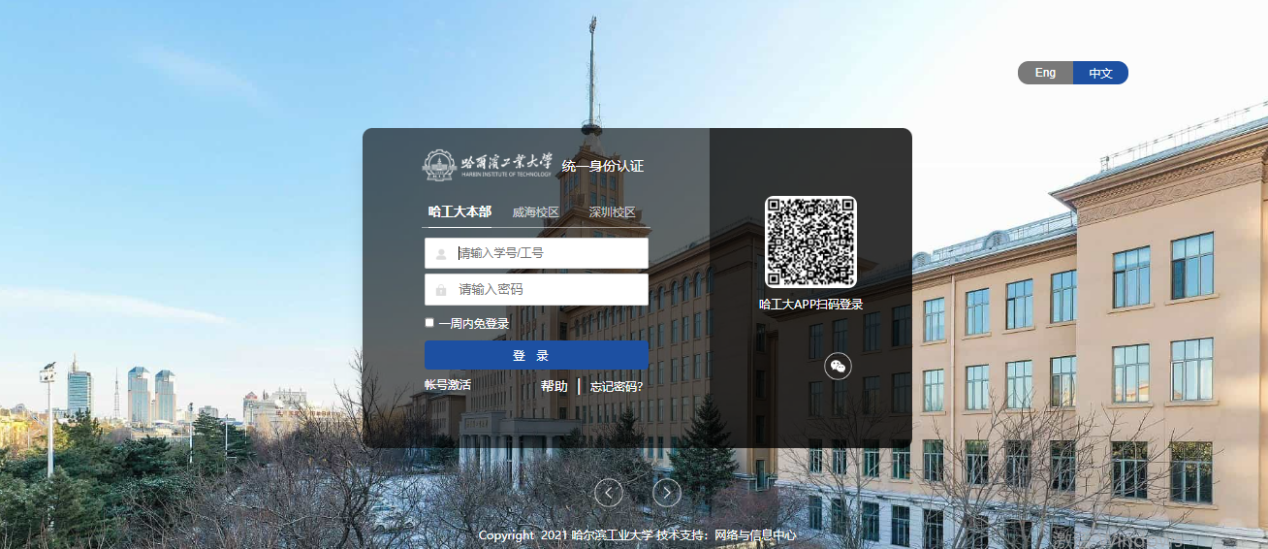 Eng 中文
哈爾濱工業大學 统一身份认证
HARBIN INSTITUTE OF TECHNOLOGY
哈工大本部 威海校区 深圳校区
请输入学号/工号
请输入密码
一周内免登录
登 录
帐号激活 帮助 | 忘记密码?
哈工大APP扫码登录
Copyright 2021 哈尔滨工业大学 技术支持：网络与信息中心